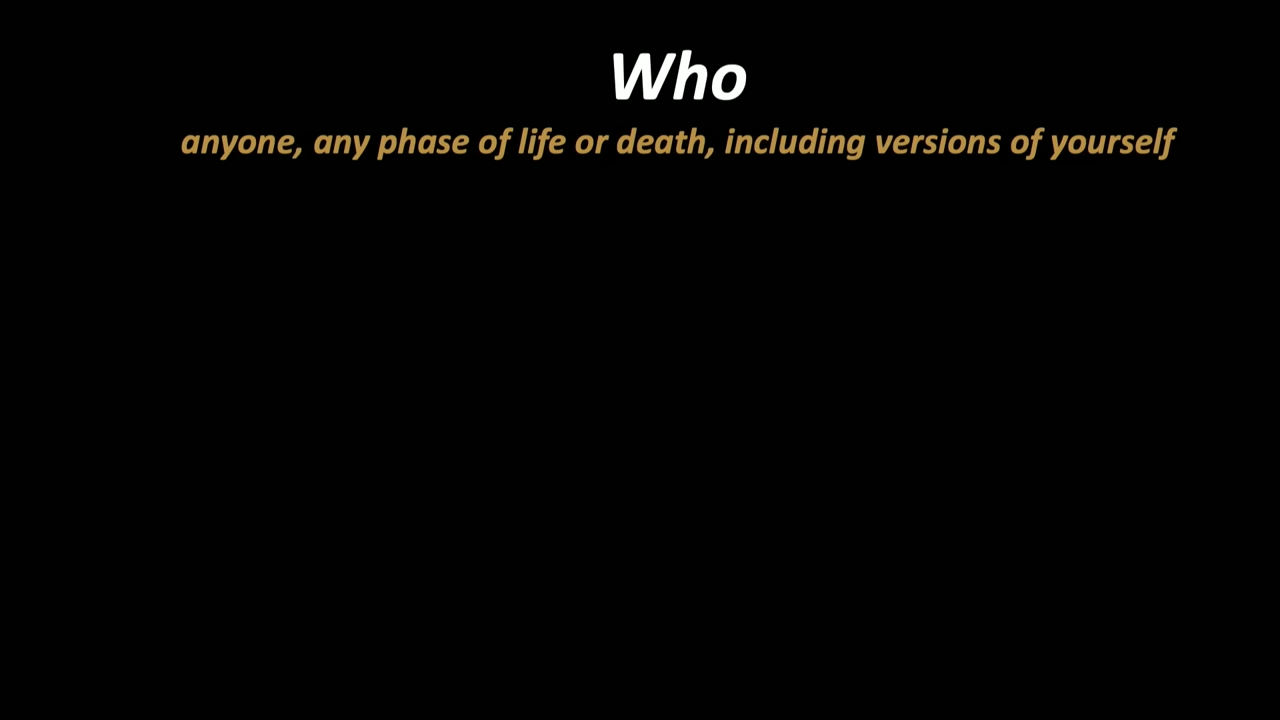 Who
anyone, any phase of life or death, including versions of yourself